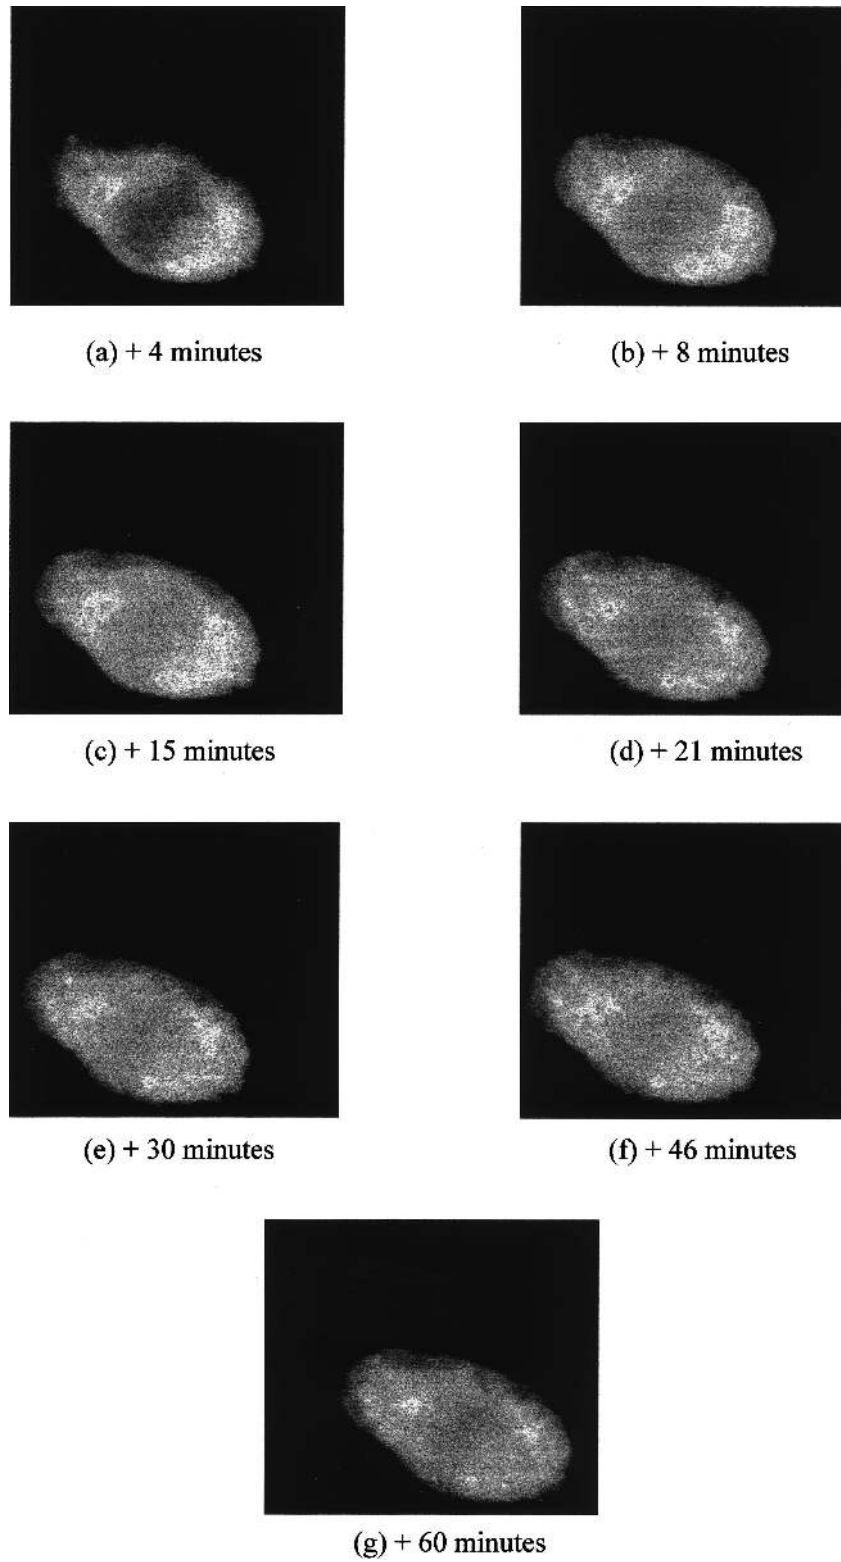 (a) + 4 minutes
(b) + 8 minutes
(c) + 15 minutes
(d) + 21 minutes
(e) + 30 minutes
(f) + 46 minutes
(g) + 60 minutes